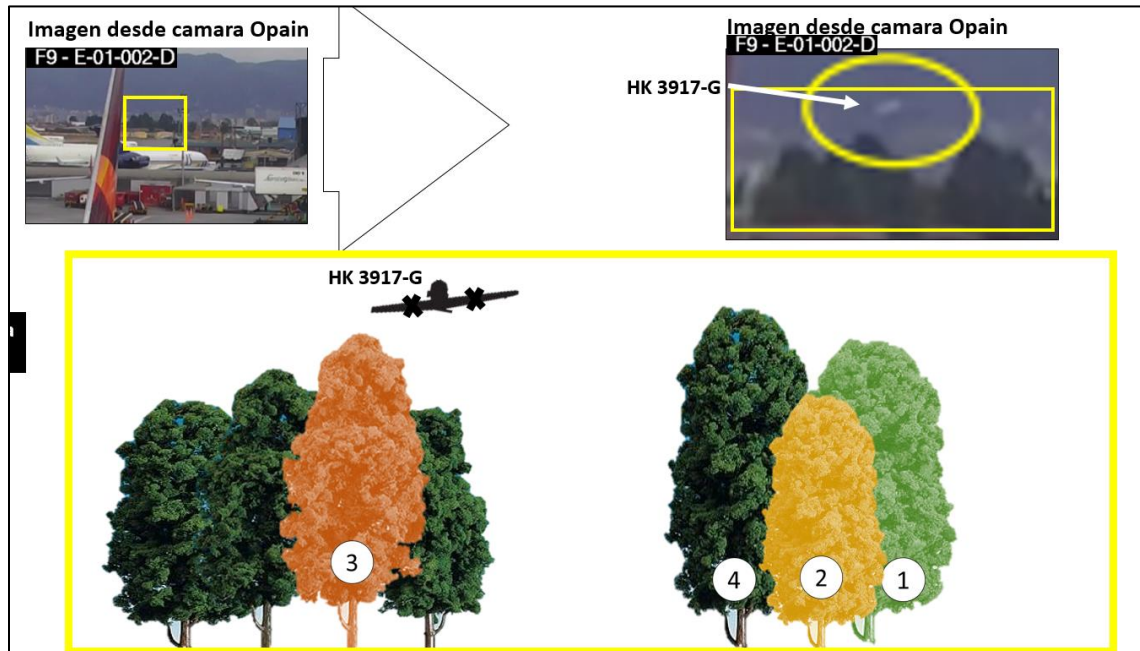 Imagen desde camara Opain
F9 - E-01-002-D
Imagen desde camara Opain
F9 - E-01-002-D
HK 3917-G
HK 3917-G
3
4
2
1